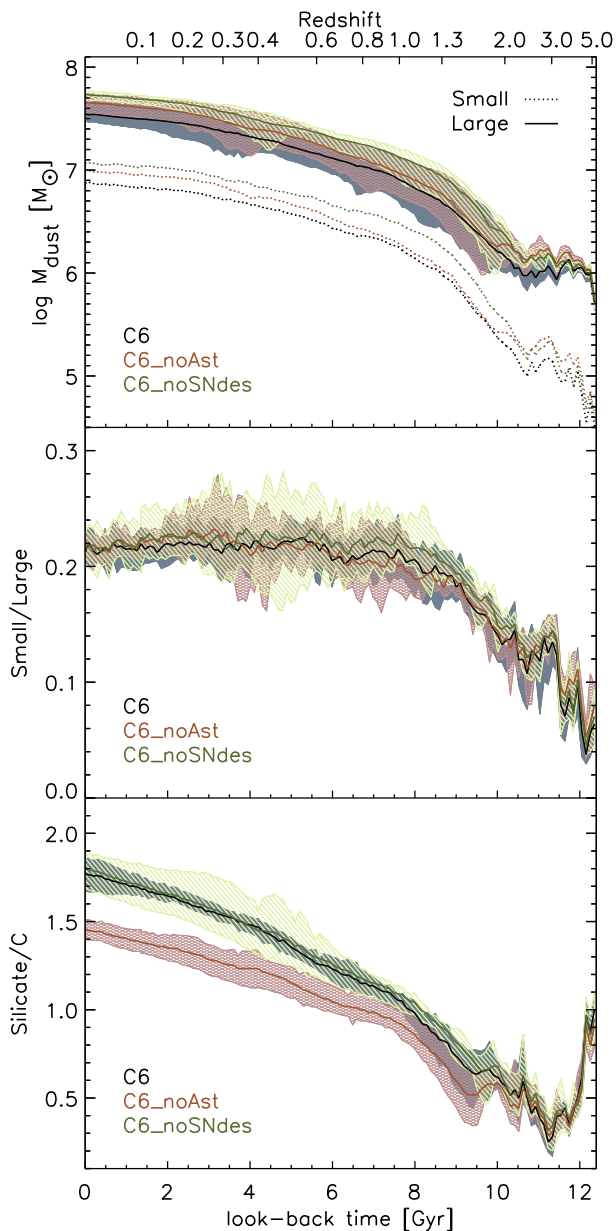 Redshift
0.1 0.2 0.3 0.4 0.6 0.8 1.0 1.3 2.0 3.0 5.0
8
7
6
5
log M_dust [M_⊙]
Small
Large
C6
C6_noAst
C6_noSNdes
0.3
0.2
0.1
0.0
Small/Large
C6
C6_noAst
C6_noSNdes
2.0
1.5
1.0
0.5
Silicate/C
C6
C6_noAst
C6_noSNdes
0 2 4 6 8 10 12
look-back time [Gyr]